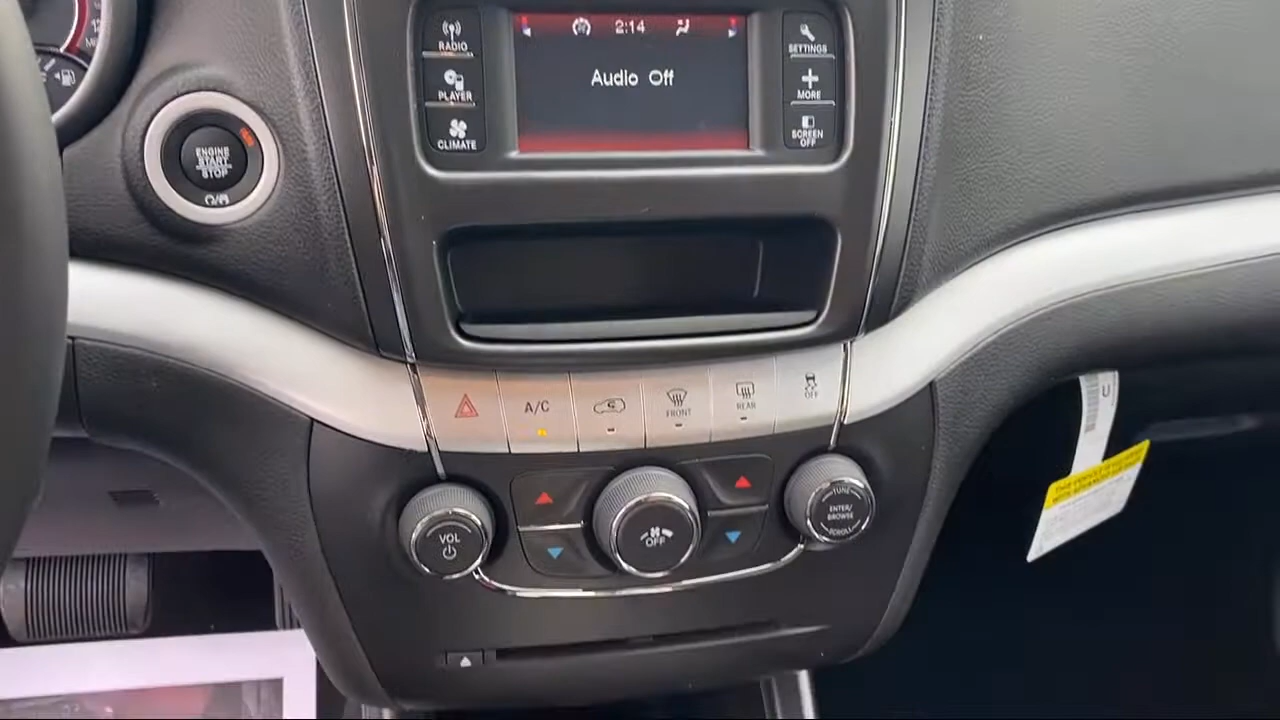 RADIO
PLAYER
CLIMATE
2:14
Audio Off
SETTINGS
MORE
SCREEN
OFF
ENGINE
START
STOP
A/C
FRONT
REAR
OFF
VOL
OFF
TUNE
ENTER/
BROWSE
SCROLL
U